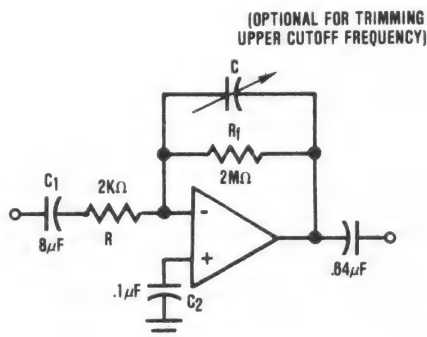 (OPTIONAL FOR TRIMMING
UPPER CUTOFF FREQUENCY)
C
Rf
2MΩ
C1
2KΩ
8µF
R
-
+
.1µF
C2
.64µF